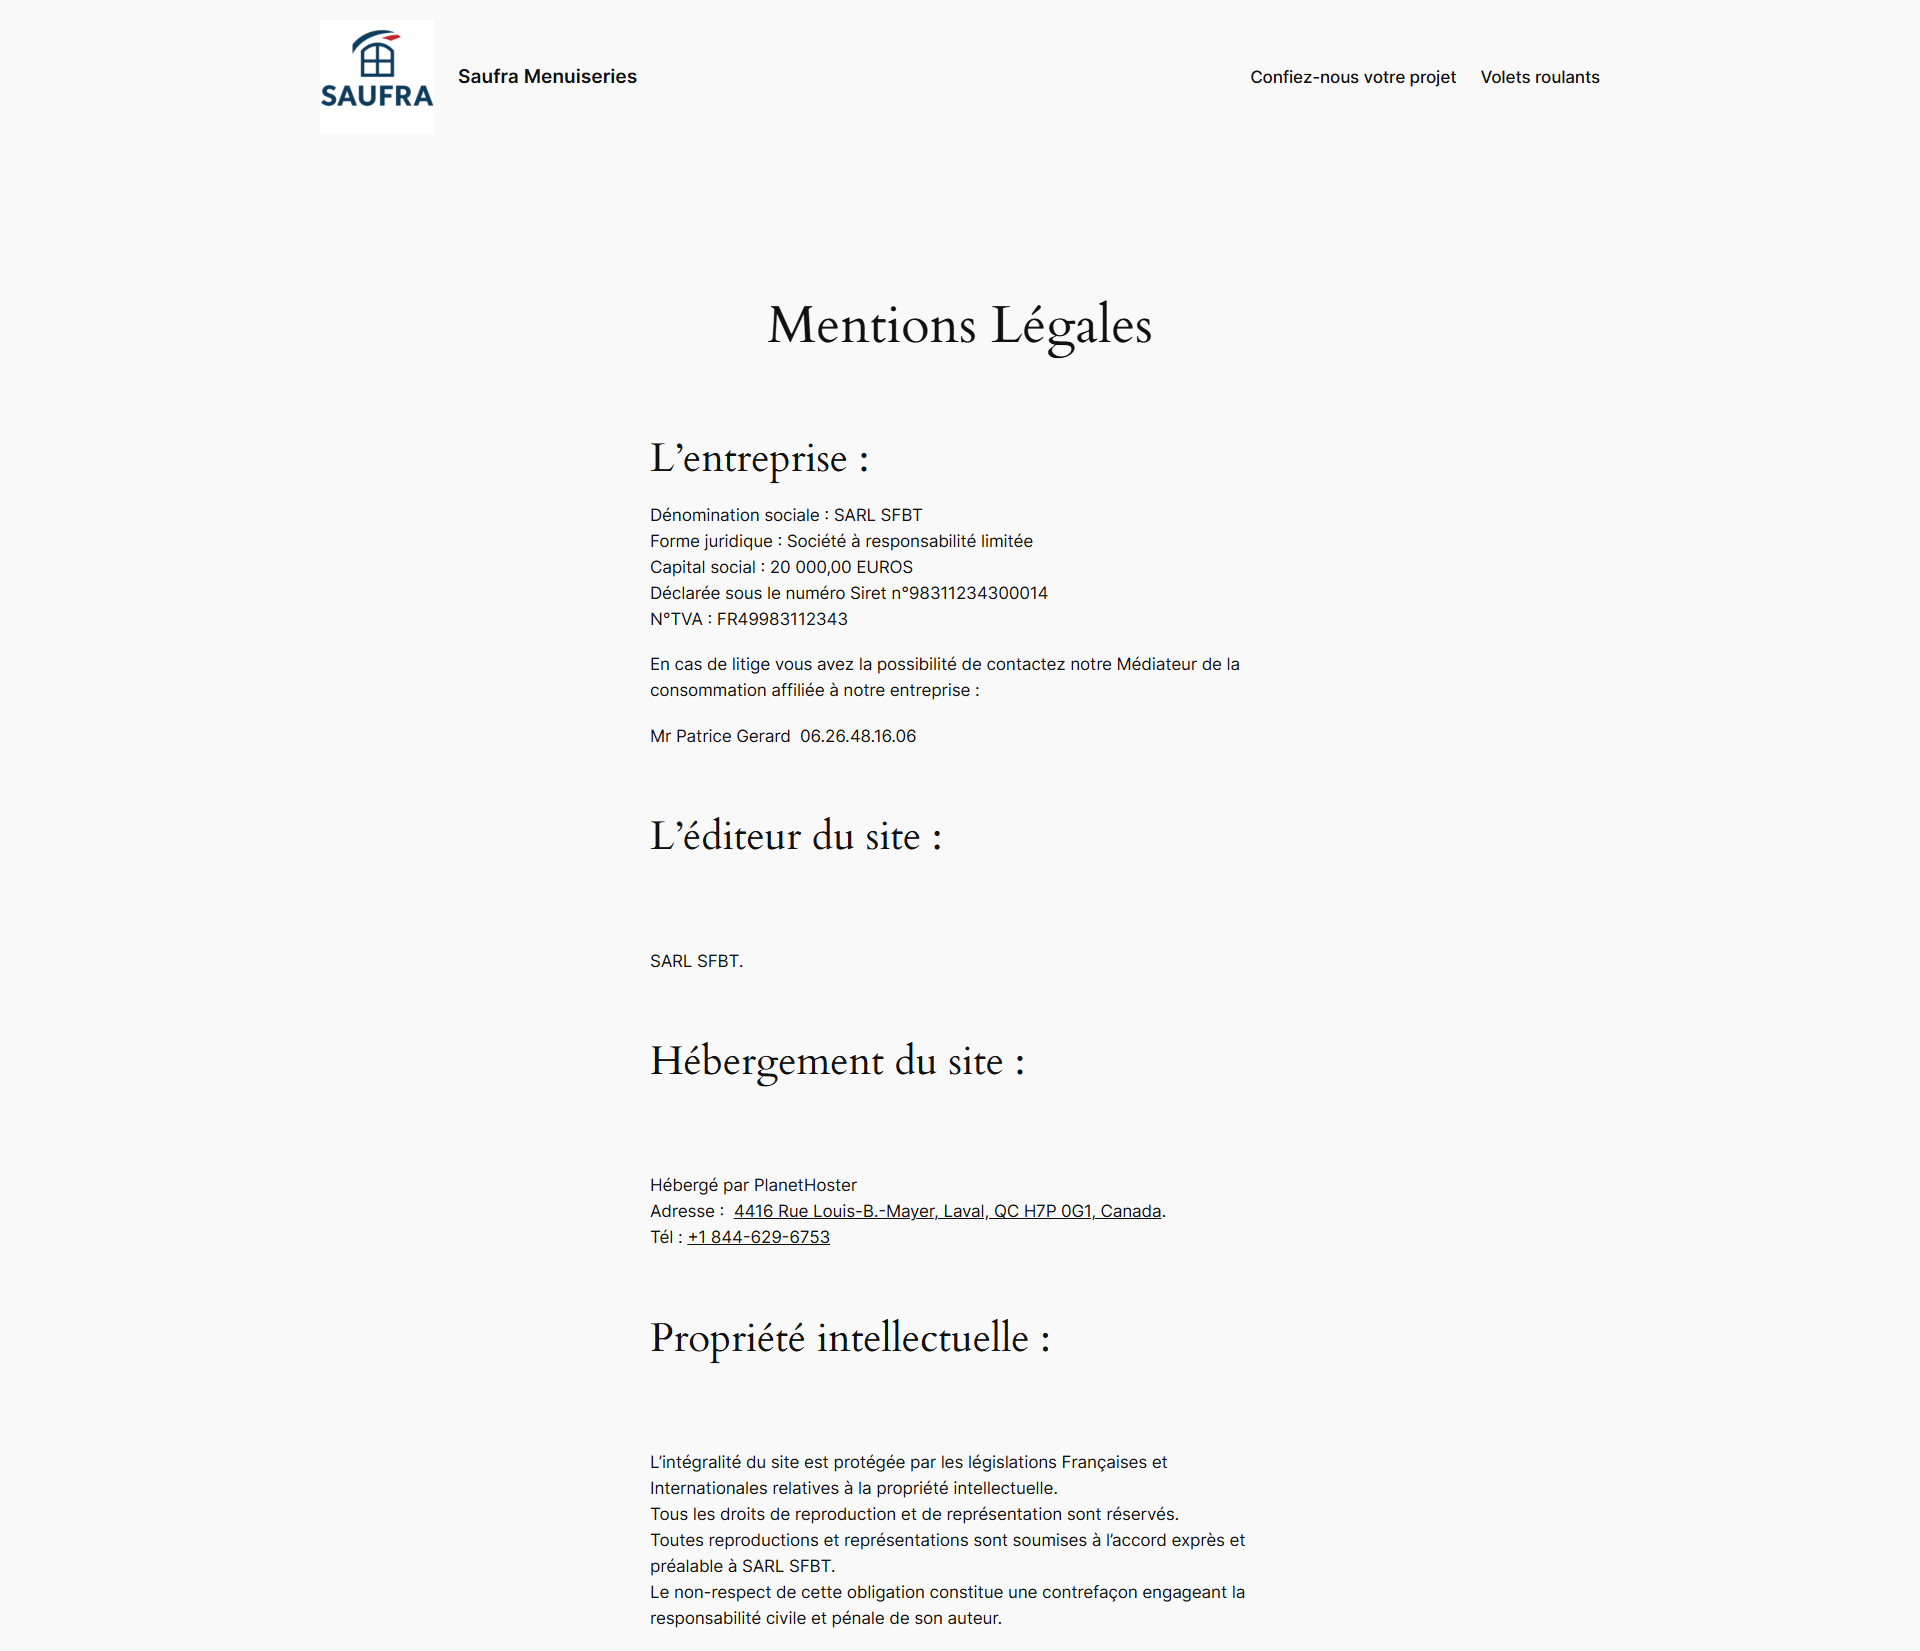 SAUFRA
Saufra Menuiseries
Confiez-nous votre projet
Volets roulants
Mentions Légales
L’entreprise :
Dénomination sociale : SARL SFBT
Forme juridique : Société à responsabilité limitée
Capital social : 20 000,00 EUROS
Déclarée sous le numéro Siret n°98311234300014
N°TVA : FR49983112343
En cas de litige vous avez la possibilité de contactez notre Médiateur de la
consommation affiliée à notre entreprise :
Mr Patrice Gerard  06.26.48.16.06
L’éditeur du site :
SARL SFBT.
Hébergement du site :
Hébergé par PlanetHoster
Adresse :  4416 Rue Louis-B.-Mayer, Laval, QC H7P 0G1, Canada.
Tél : +1 844-629-6753
Propriété intellectuelle :
L’intégralité du site est protégée par les législations Françaises et
Internationales relatives à la propriété intellectuelle.
Tous les droits de reproduction et de représentation sont réservés.
Toutes reproductions et représentations sont soumises à l’accord exprès et
préalable à SARL SFBT.
Le non-respect de cette obligation constitue une contrefaçon engageant la
responsabilité civile et pénale de son auteur.